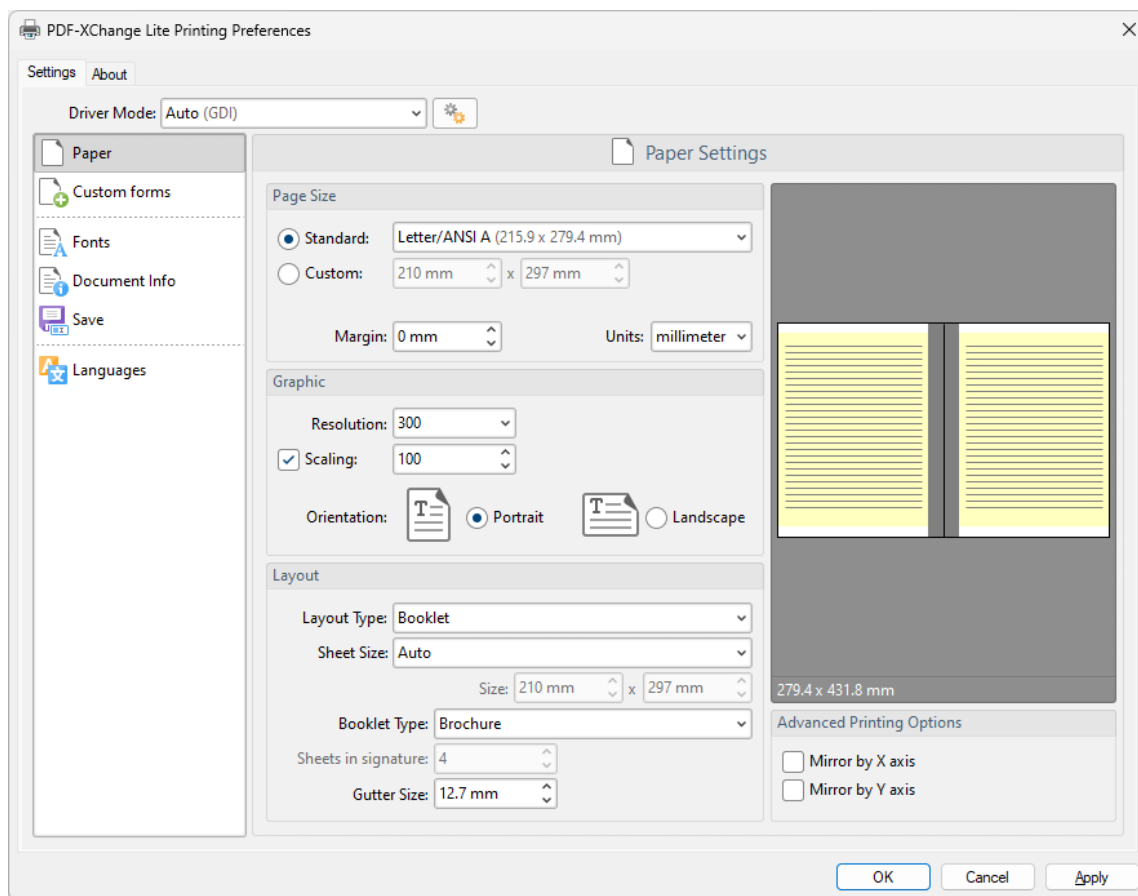 PDF-XChange Lite Printing Preferences
Settings
About
Driver Mode: Auto (GDI)
Paper
Custom forms
Fonts
Document Info
Save
Languages
Paper Settings
Page Size
Standard: Letter/ANSI A (215.9 x 279.4 mm)
Custom: 210 mm x 297 mm
Margin: 0 mm Units: millimeter
Graphic
Resolution: 300
Scaling: 100
Orientation: T Portrait T Landscape
Layout
Layout Type: Booklet
Sheet Size: Auto
Size: 210 mm x 297 mm
Booklet Type: Brochure
Sheets in signature: 4
Gutter Size: 12.7 mm
279.4 x 431.8 mm
Advanced Printing Options
Mirror by X axis
Mirror by Y axis
OK Cancel Apply